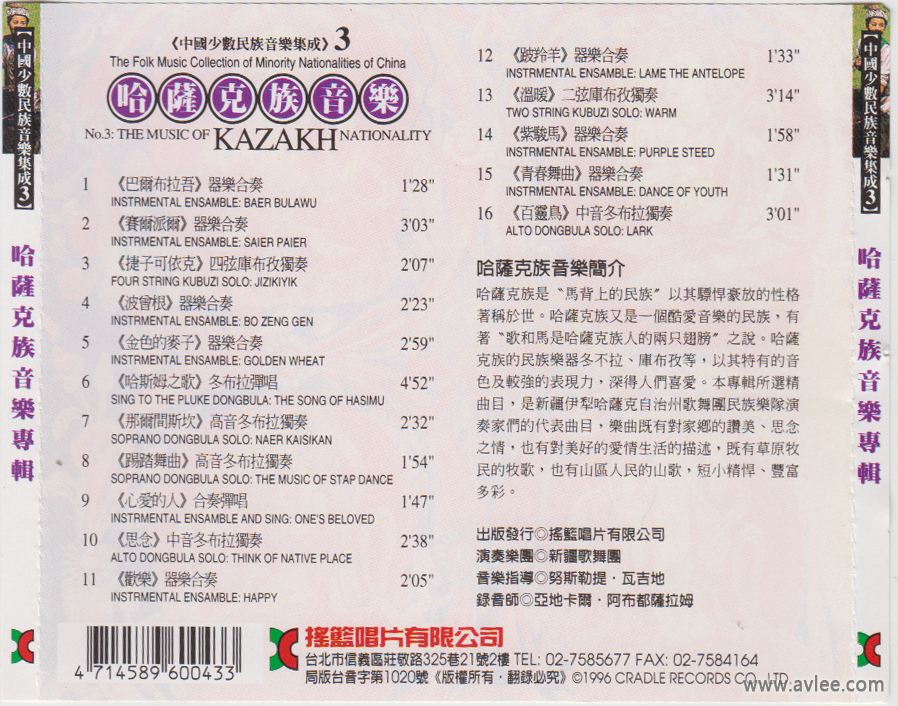 【中國少數民族音樂集成3】
哈薩克族音樂專輯
《中國少數民族音樂集成》3
The Folk Music Collection of Minority Nationalities of China
哈薩克族音樂
No.3: THE MUSIC OF KAZAKH NATIONALITY
1 《巴爾布拉吾》器樂合奏 1'28"
INSTRMENTAL ENSAMBLE: BAER BULAWU
2 《賽爾派爾》器樂合奏 3'03"
INSTRMENTAL ENSAMBLE: SAIER PAIER
3 《捷子可依克》四弦庫布孜獨奏 2'07"
FOUR STRING KUBUZI SOLO: JIZIKIYIK
4 《波曾根》器樂合奏 2'23"
INSTRMENTAL ENSAMBLE: BO ZENG GEN
5 《金色的麥子》器樂合奏 2'59"
INSTRMENTAL ENSAMBLE: GOLDEN WHEAT
6 《哈斯姆之歌》冬布拉彈唱 4'52"
SING TO THE PLUKE DONGBULA: THE SONG OF HASIMU
7 《那爾間斯坎》高音冬布拉獨奏 2'32"
SOPRANO DONGBULA SOLO: NAER KAISIKAN
8 《踢踏舞曲》高音冬布拉獨奏 1'54"
SOPRANO DONGBULA SOLO: THE MUSIC OF STAP DANCE
9 《心愛的人》合奏彈唱 1'47"
INSTRMENTAL ENSAMBLE AND SING: ONE'S BELOVED
10 《思念》中音冬布拉獨奏 2'38"
ALTO DONGBULA SOLO: THINK OF NATIVE PLACE
11 《歡樂》器樂合奏 2'05"
INSTRMENTAL ENSAMBLE: HAPPY
12 《跛羚羊》器樂合奏 1'33"
INSTRMENTAL ENSAMBLE: LAME THE ANTELOPE
13 《溫暖》二弦庫布孜獨奏 3'14"
TWO STRING KUBUZI SOLO: WARM
14 《紫駿馬》器樂合奏 1'58"
INSTRMENTAL ENSAMBLE: PURPLE STEED
15 《青春舞曲》器樂合奏 1'31"
INSTRMENTAL ENSAMBLE: DANCE OF YOUTH
16 《百靈鳥》中音冬布拉獨奏 3'01"
ALTO DONGBULA SOLO: LARK
哈薩克族音樂簡介
哈薩克族是〝馬背上的民族〞以其驃悍豪放的性格
著稱於世。哈薩克族又是一個酷愛音樂的民族，有
著〝歌和馬是哈薩克族人的兩只翅膀〞之說。哈薩
克族的民族樂器冬不拉、庫布孜等，以其特有的音
色及較強的表現力，深得人們喜愛。本專輯所選精
曲目，是新疆伊犁哈薩克自治州歌舞團民族樂隊演
奏家們的代表曲目，樂曲既有對家鄉的讚美、思念
之情，也有對美好的愛情生活的描述，既有草原牧
民的牧歌，也有山區人民的山歌，短小精悍、豐富
多彩。
出版發行◎搖籃唱片有限公司
演奏樂團◎新疆歌舞團
音樂指導◎努斯勒提．瓦吉地
錄音師◎亞地卡爾．阿布都薩拉姆
4 714589 600433
搖籃唱片有限公司
台北市信義區莊敬路325巷21號2樓 TEL: 02-7585677 FAX: 02-7584164
局版台音字第1020號《版權所有．翻錄必究》©1996 CRADLE RECORDS CO., LTD
www.avlee.com
【中國少數民族音樂集成3】
哈薩克族音樂專輯